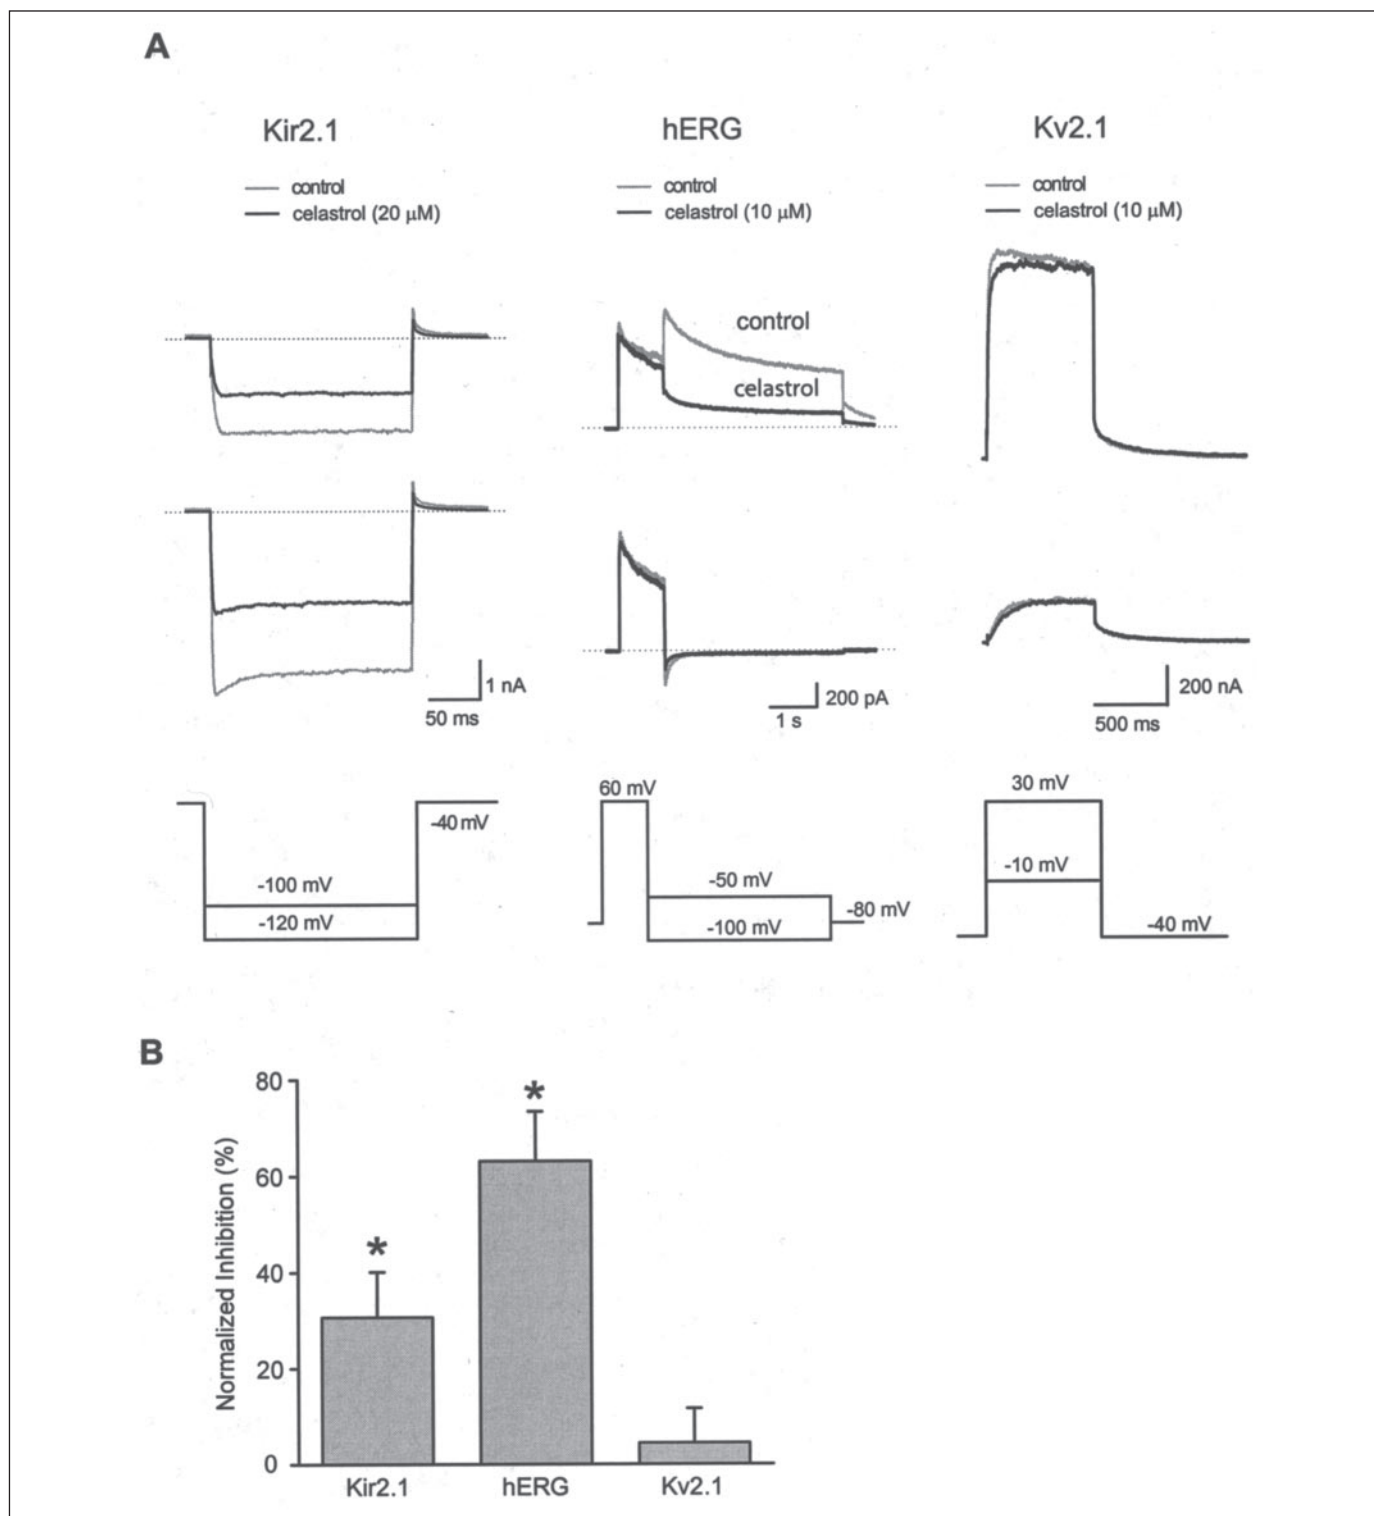 A
Kir2.1
hERG
Kv2.1
control
celastrol (20 μM)
control
celastrol (10 μM)
control
celastrol (10 μM)
control
celastrol
1 nA
50 ms
200 pA
1 s
200 nA
500 ms
-40 mV
-100 mV
-120 mV
60 mV
-50 mV
-80 mV
-100 mV
30 mV
-10 mV
-40 mV
B
Normalized Inhibition (%)
80
60
40
20
0
*
*
Kir2.1
hERG
Kv2.1